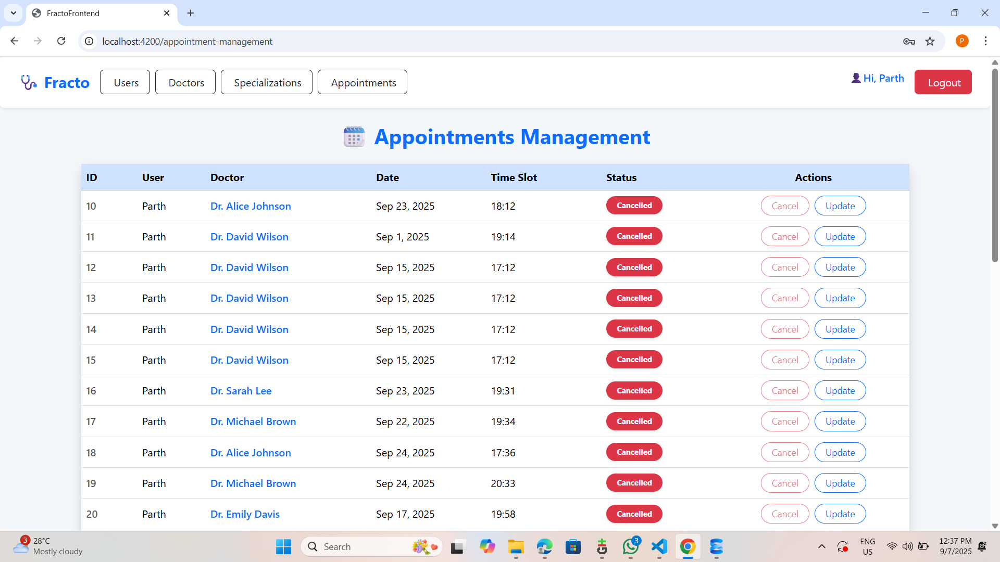 FractoFrontend
localhost:4200/appointment-management
P
Fracto Users Doctors Specializations Appointments Hi, Parth Logout
Appointments Management
ID User Doctor Date Time Slot Status Actions
10 Parth Dr. Alice Johnson Sep 23, 2025 18:12 Cancelled Cancel Update
11 Parth Dr. David Wilson Sep 1, 2025 19:14 Cancelled Cancel Update
12 Parth Dr. David Wilson Sep 15, 2025 17:12 Cancelled Cancel Update
13 Parth Dr. David Wilson Sep 15, 2025 17:12 Cancelled Cancel Update
14 Parth Dr. David Wilson Sep 15, 2025 17:12 Cancelled Cancel Update
15 Parth Dr. David Wilson Sep 15, 2025 17:12 Cancelled Cancel Update
16 Parth Dr. Sarah Lee Sep 23, 2025 19:31 Cancelled Cancel Update
17 Parth Dr. Michael Brown Sep 22, 2025 19:34 Cancelled Cancel Update
18 Parth Dr. Alice Johnson Sep 24, 2025 17:36 Cancelled Cancel Update
19 Parth Dr. Michael Brown Sep 24, 2025 20:33 Cancelled Cancel Update
20 Parth Dr. Emily Davis Sep 17, 2025 19:58 Cancelled Cancel Update
3 28°C
Mostly cloudy
Search
3
ENG
US
12:37 PM
9/7/2025